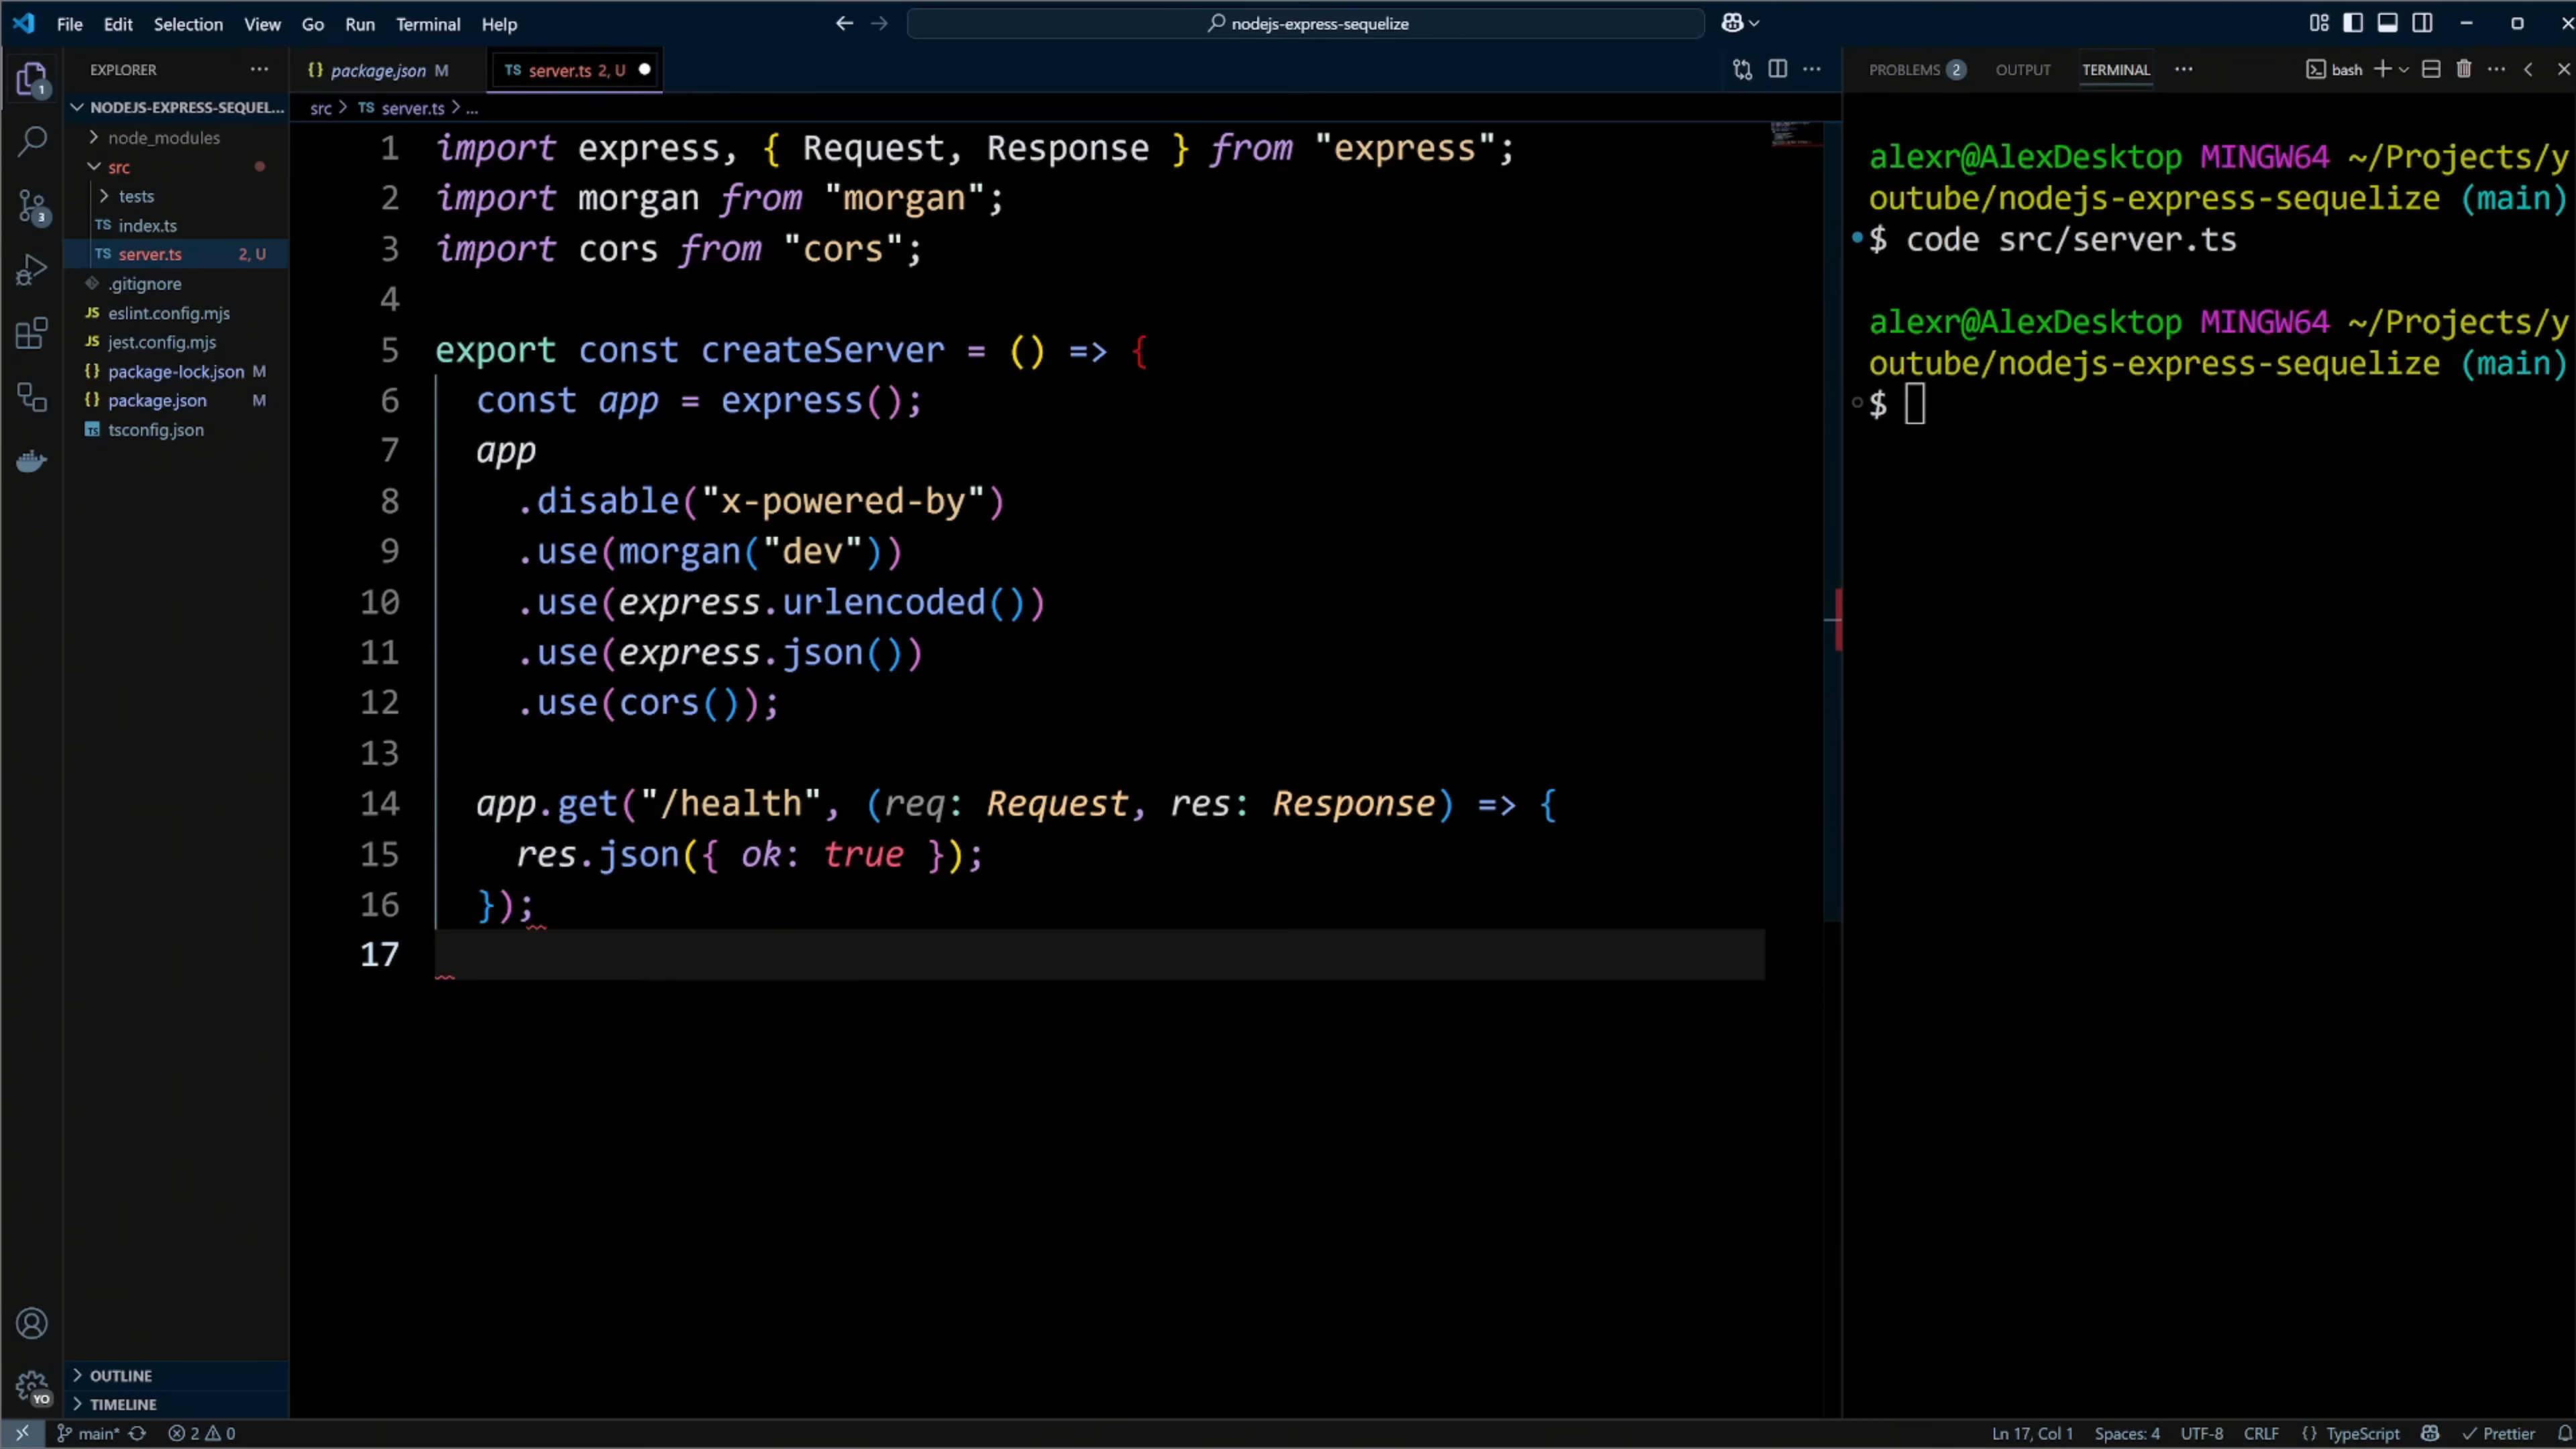 File Edit Selection View Go Run Terminal Help
nodejs-express-sequelize
EXPLORER
NODEJS-EXPRESS-SEQUEL...
node_modules
src
tests
TS index.ts
TS server.ts 2, U
.gitignore
JS eslint.config.mjs
JS jest.config.mjs
{} package-lock.json M
{} package.json M
TS tsconfig.json
OUTLINE
TIMELINE
1
3
YO
{} package.json M
TS server.ts 2, U
src > TS server.ts > ...
1 import express, { Request, Response } from "express";
2 import morgan from "morgan";
3 import cors from "cors";
4
5 export const createServer = () => {
6 const app = express();
7 app
8 .disable("x-powered-by")
9 .use(morgan("dev"))
10 .use(express.urlencoded())
11 .use(express.json())
12 .use(cors());
13
14 app.get("/health", (req: Request, res: Response) => {
15 res.json({ ok: true });
16 });
17
PROBLEMS 2 OUTPUT TERMINAL
bash
alexr@AlexDesktop MINGW64 ~/Projects/y
outube/nodejs-express-sequelize (main)
$ code src/server.ts
alexr@AlexDesktop MINGW64 ~/Projects/y
outube/nodejs-express-sequelize (main)
$
main* 2 0
Ln 17, Col 1 Spaces: 4 UTF-8 CRLF {} TypeScript Prettier